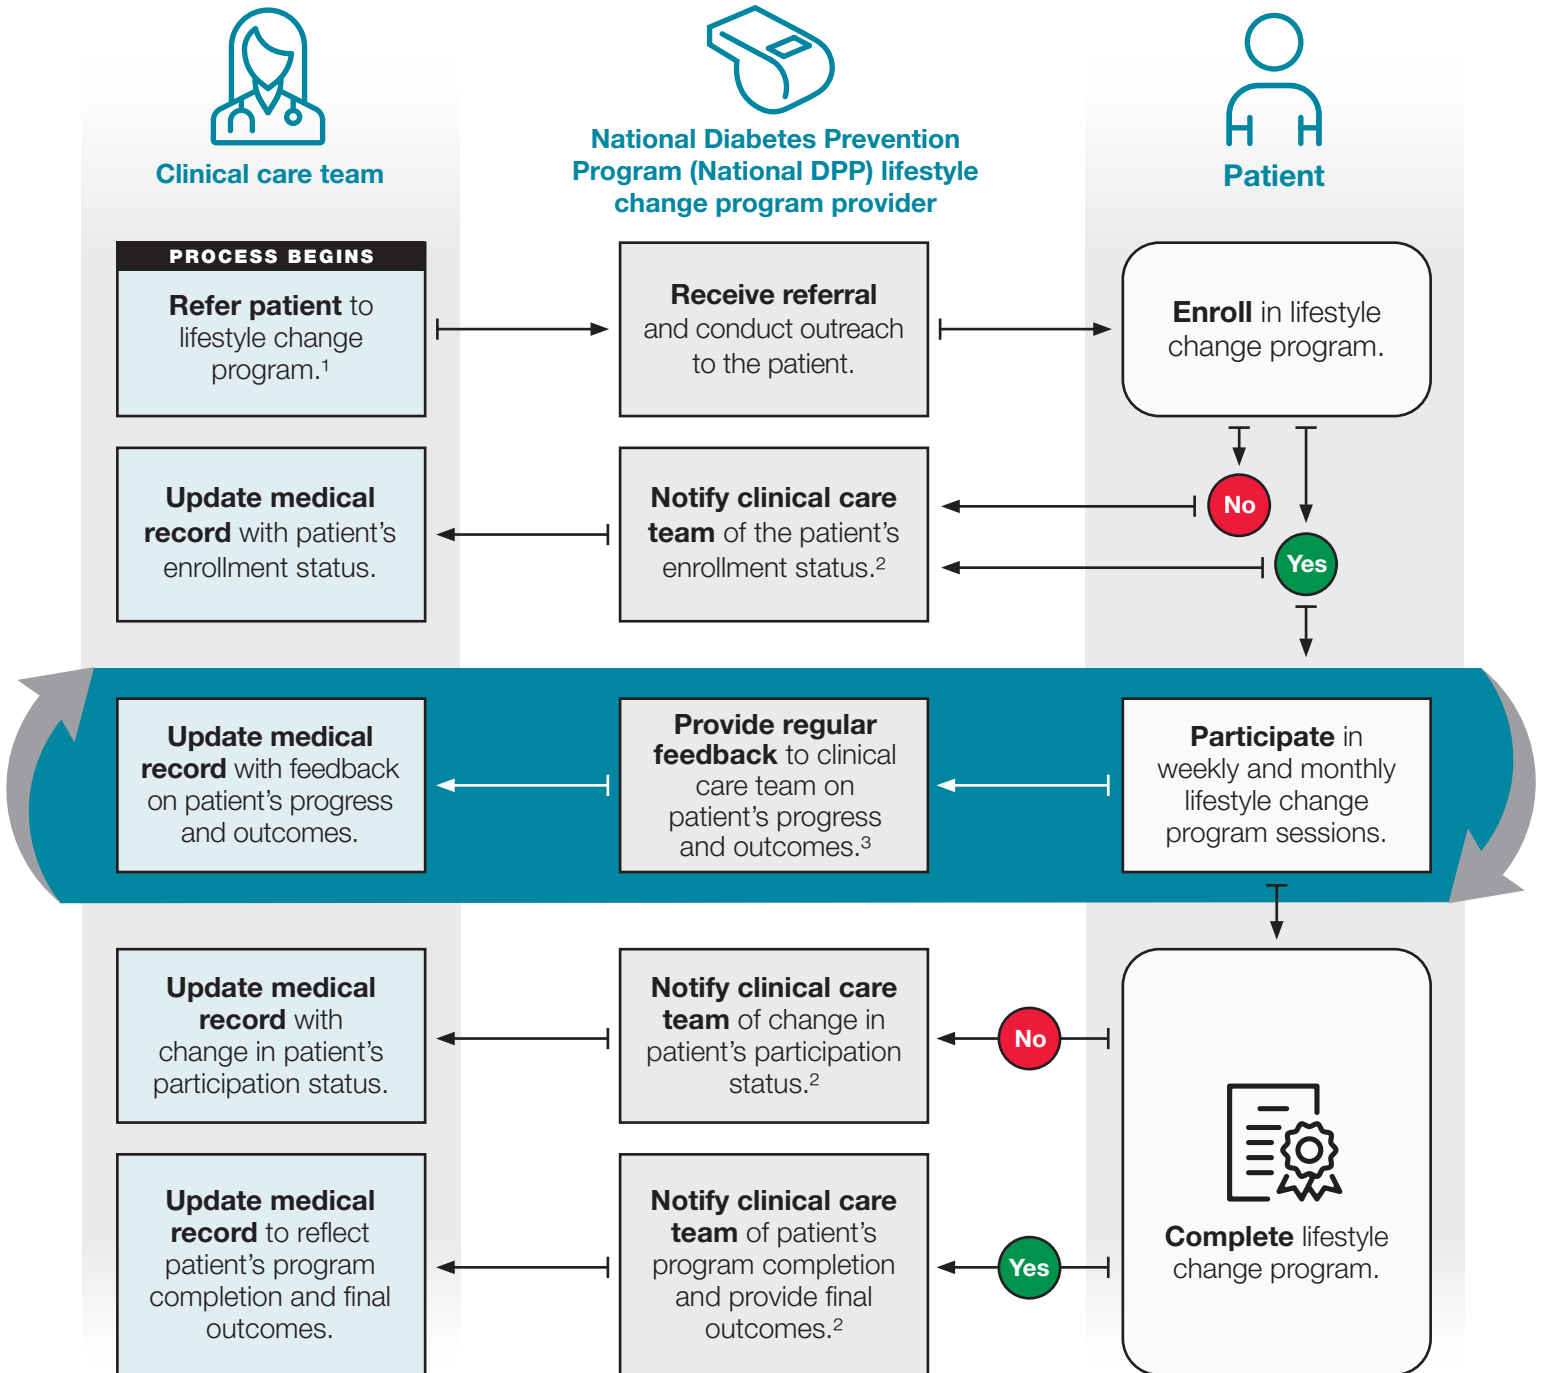 Clinical care team
National Diabetes Prevention
Program (National DPP) lifestyle
change program provider
Patient
PROCESS BEGINS
Refer patient to
lifestyle change
program.¹
Receive referral
and conduct outreach
to the patient.
Enroll in lifestyle
change program.
Update medical
record with patient’s
enrollment status.
Notify clinical care
team of the patient’s
enrollment status.²
No
Yes
Update medical
record with feedback
on patient’s progress
and outcomes.
Provide regular
feedback to clinical
care team on
patient’s progress
and outcomes.³
Participate in
weekly and monthly
lifestyle change
program sessions.
Update medical
record with
change in patient’s
participation status.
Notify clinical care
team of change in
patient’s participation
status.²
No
Update medical
record to reflect
patient’s program
completion and final
outcomes.
Notify clinical care
team of patient’s
program completion
and provide final
outcomes.²
Yes
Complete lifestyle
change program.